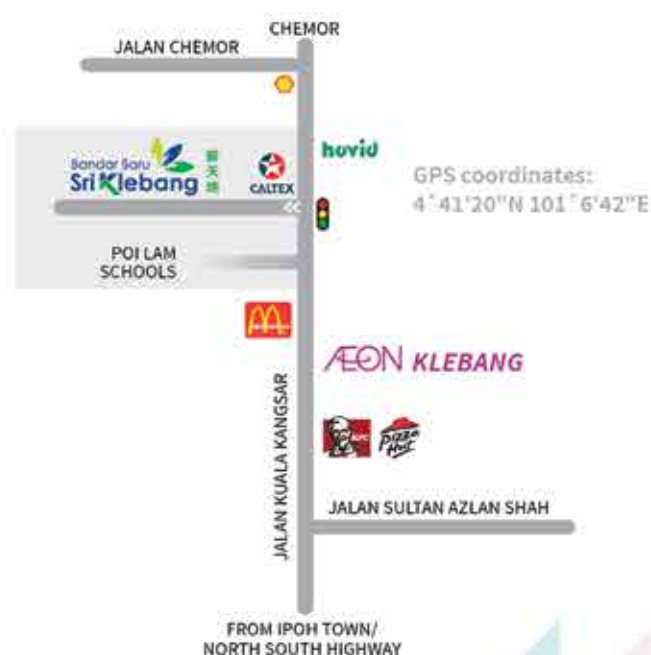 CHEMOR
JALAN CHEMOR
hovid
Bandar Baru
Sri Klebang
CALTEX
GPS coordinates:
4˚41'20"N 101˚6'42"E
POI LAM
SCHOOLS
ÆON KLEBANG
KFC
Pizza
Hut
JALAN KUALA KANGSAR
JALAN SULTAN AZLAN SHAH
FROM IPOH TOWN/
NORTH SOUTH HIGHWAY